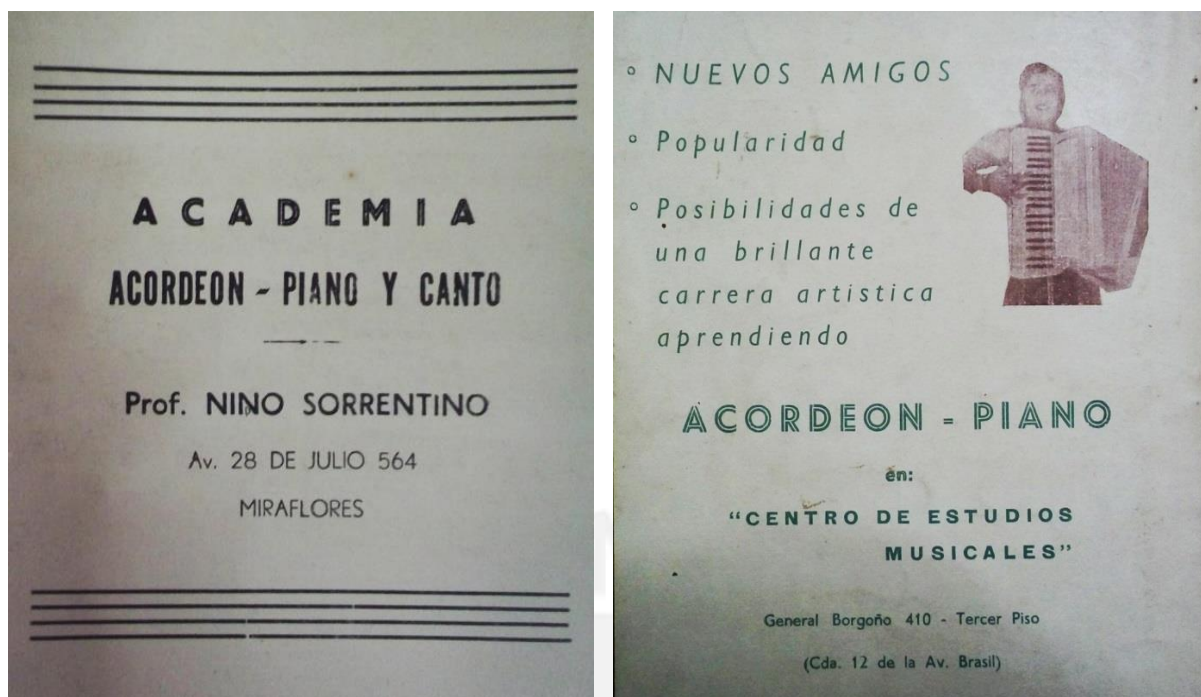 ACADEMIA
ACORDEON - PIANO Y CANTO
Prof. NINO SORRENTINO
Av. 28 DE JULIO 564
MIRAFLORES
° NUEVOS AMIGOS
° Popularidad
° Posibilidades de
una brillante
carrera artistica
aprendiendo
ACORDEON - PIANO
en:
“CENTRO DE ESTUDIOS
MUSICALES”
General Borgoño 410 - Tercer Piso
(Cda. 12 de la Av. Brasil)